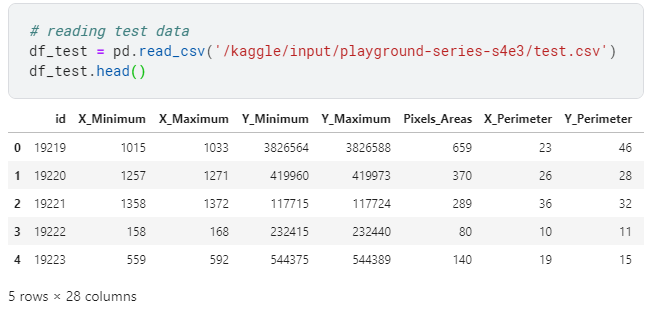 # reading test data
df_test = pd.read_csv('/kaggle/input/playground-series-s4e3/test.csv')
df_test.head()
id X_Minimum X_Maximum Y_Minimum Y_Maximum Pixels_Areas X_Perimeter Y_Perimeter
0 19219 1015 1033 3826564 3826588 659 23 46
1 19220 1257 1271 419960 419973 370 26 28
2 19221 1358 1372 117715 117724 289 36 32
3 19222 158 168 232415 232440 80 10 11
4 19223 559 592 544375 544389 140 19 15
5 rows × 28 columns